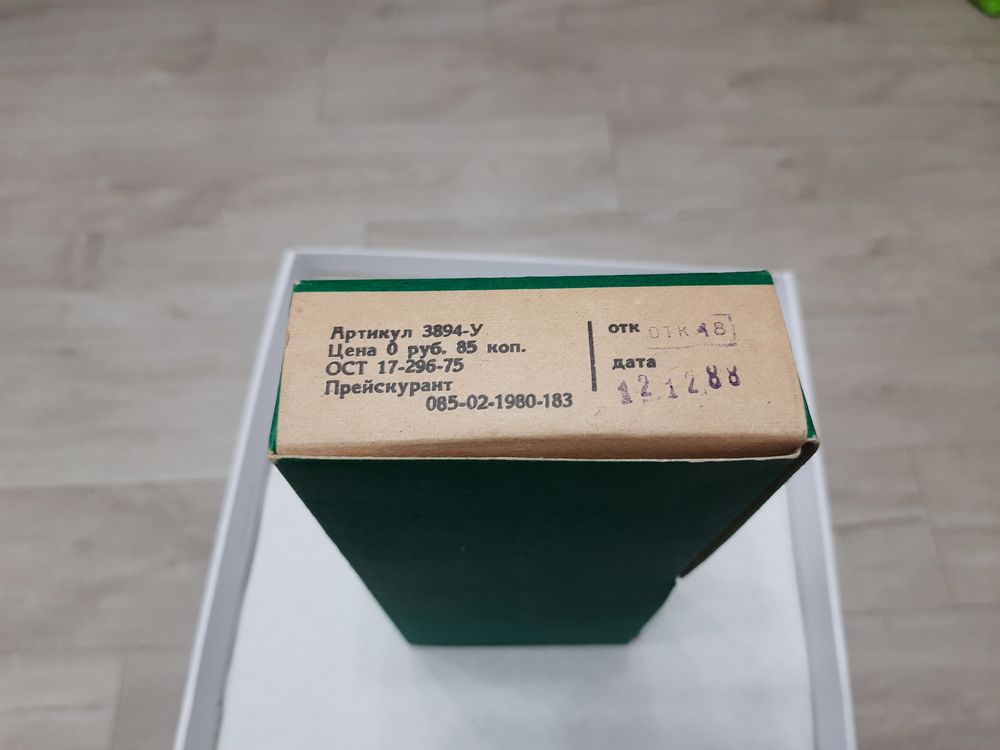 Артикул 3894-У
Цена 0 руб. 85 коп.
ОСТ 17-296-75
Прейскурант
085-02-1980-183
отк ОТК 48
дата
12.12 88